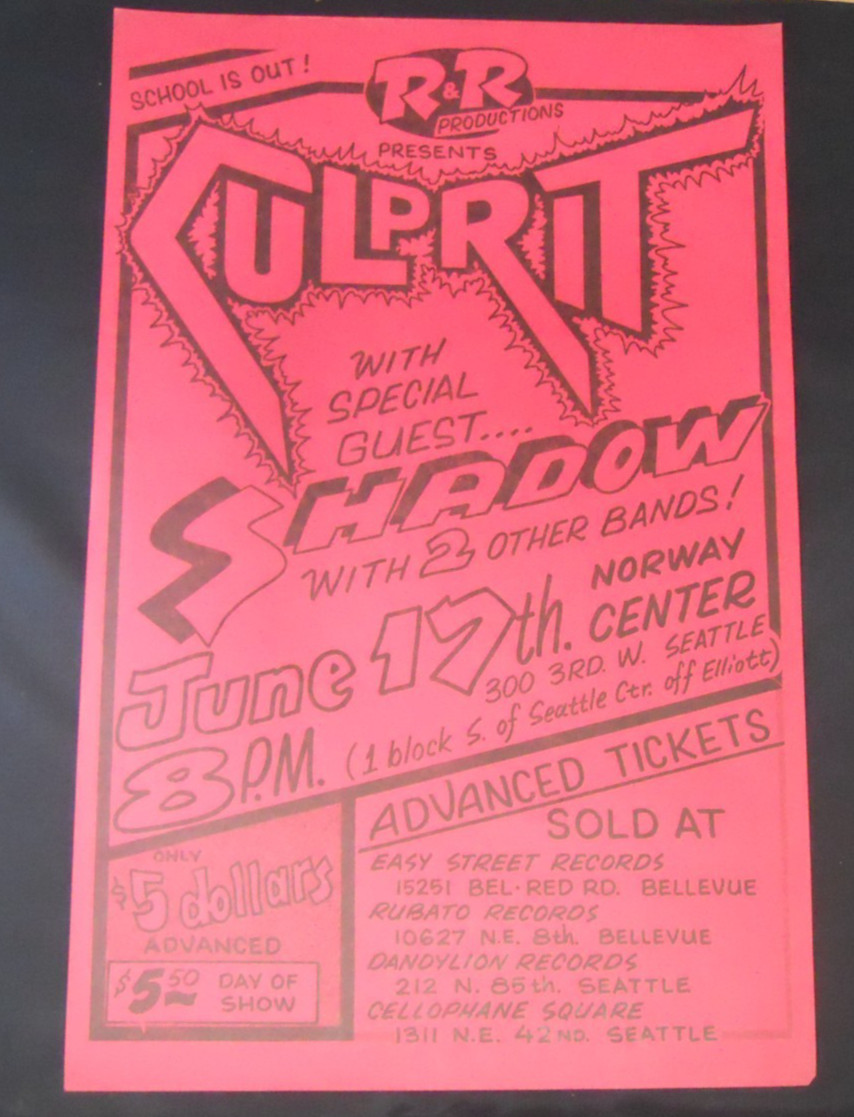 SCHOOL IS OUT!
R&R
PRODUCTIONS
PRESENTS
CULPRIT
WITH
SPECIAL
GUEST....
SHADOW
WITH 2 OTHER BANDS!
June 17th. NORWAY
CENTER
300 3RD. W. SEATTLE
8 P.M. (1 block S. of Seattle Ctr. off Elliott)
ONLY
$5 dollars
ADVANCED
$5.50 DAY OF
SHOW
ADVANCED TICKETS
SOLD AT
EASY STREET RECORDS
15251 BEL-RED RD. BELLEVUE
RUBATO RECORDS
10627 N.E. 8th. BELLEVUE
DANDYLION RECORDS
212 N. 85th. SEATTLE
CELLOPHANE SQUARE
1311 N.E. 42ND. SEATTLE